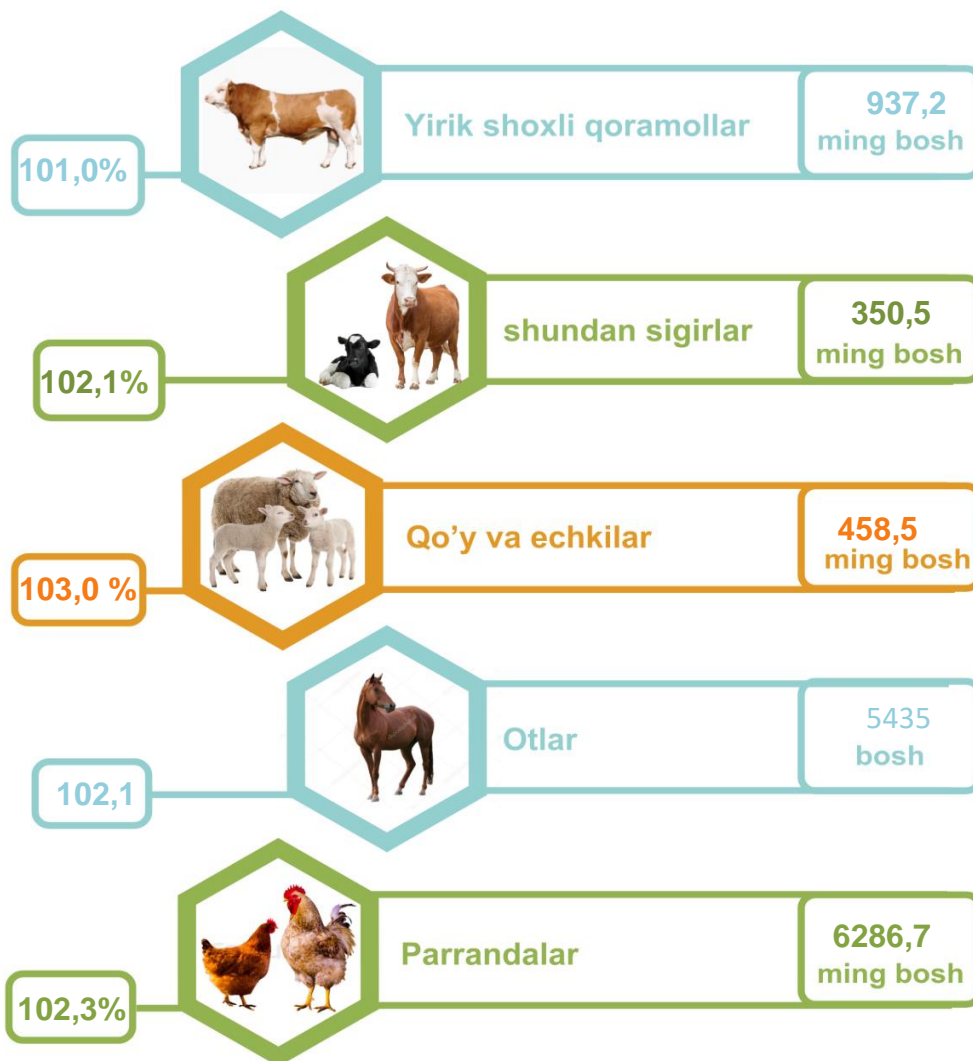 937,2
Yirik shoxli qoramollar
ming bosh
101,0%
350,5
shundan sigirlar
ming bosh
102,1%
458,5
Qo'y va echkilar
ming bosh
103,0 %
5435
Otlar
bosh
102,1
6286,7
Parrandalar
ming bosh
102,3%